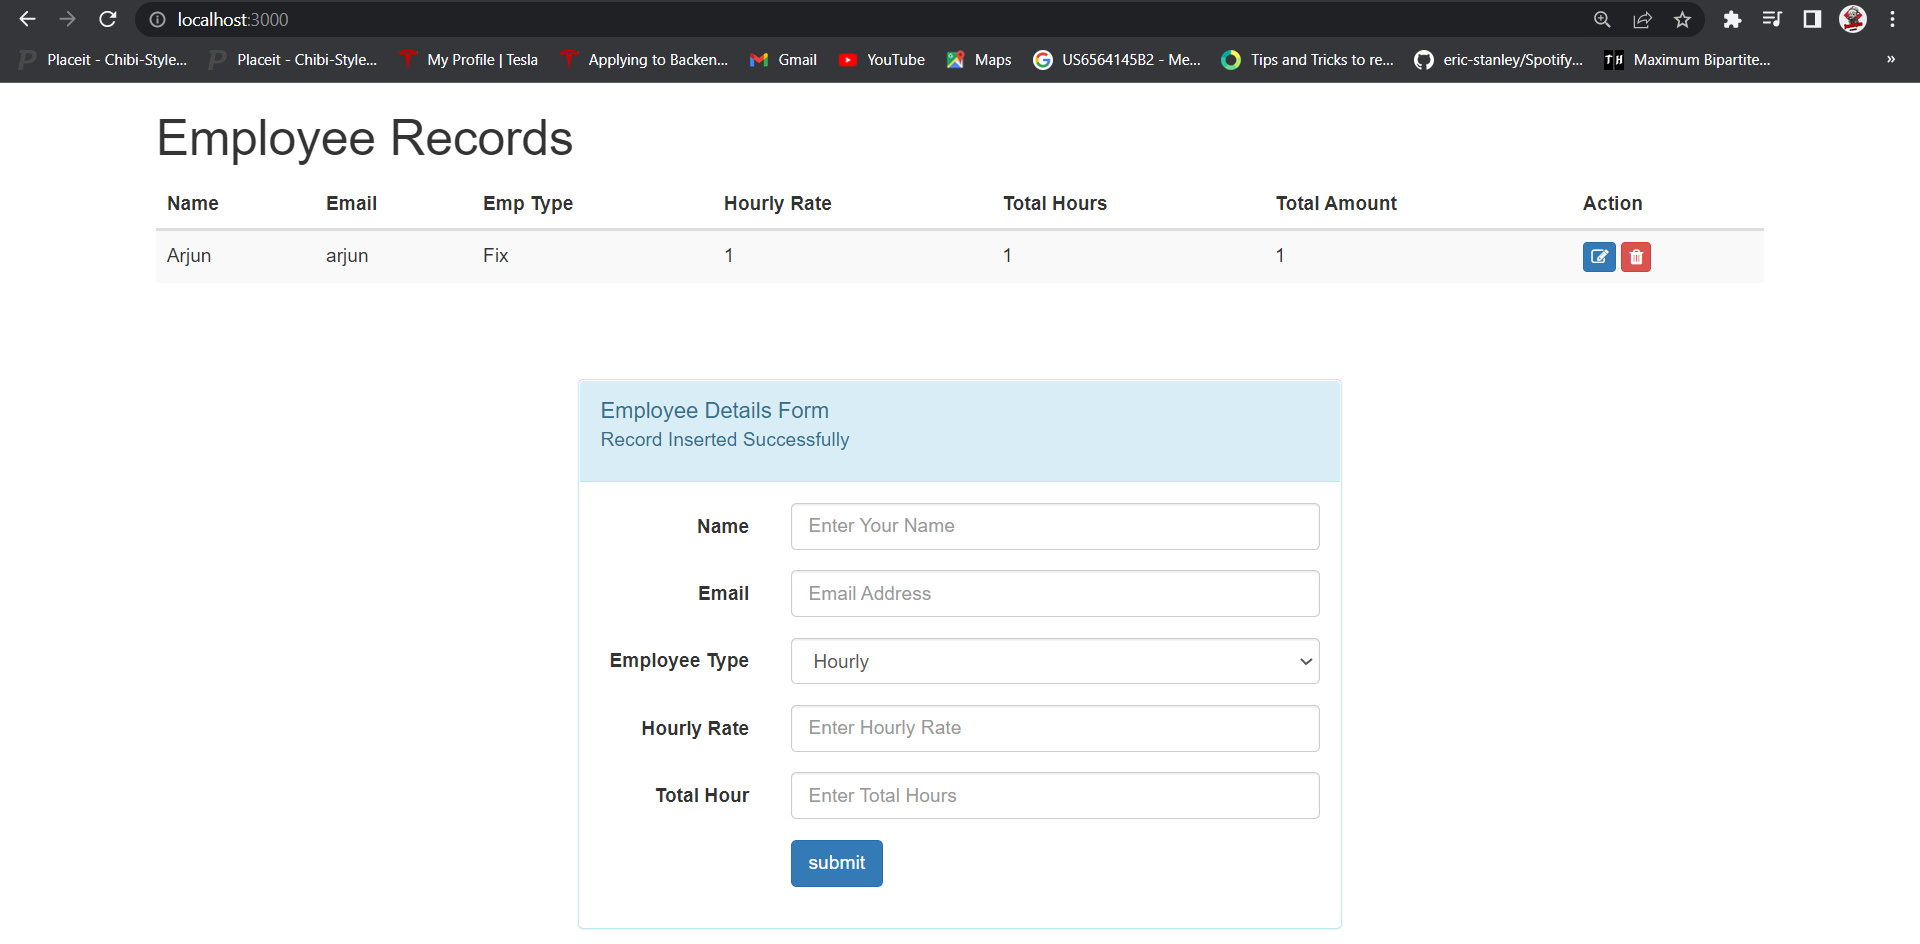 localhost:3000
Placeit - Chibi-Style... Placeit - Chibi-Style... My Profile | Tesla Applying to Backen... Gmail YouTube Maps US6564145B2 - Me... Tips and Tricks to re... eric-stanley/Spotify... Maximum Bipartite... »
Employee Records
Name Email Emp Type Hourly Rate Total Hours Total Amount Action
Arjun arjun Fix 1 1 1
Employee Details Form
Record Inserted Successfully
Name Enter Your Name
Email Email Address
Employee Type Hourly
Hourly Rate Enter Hourly Rate
Total Hour Enter Total Hours
submit